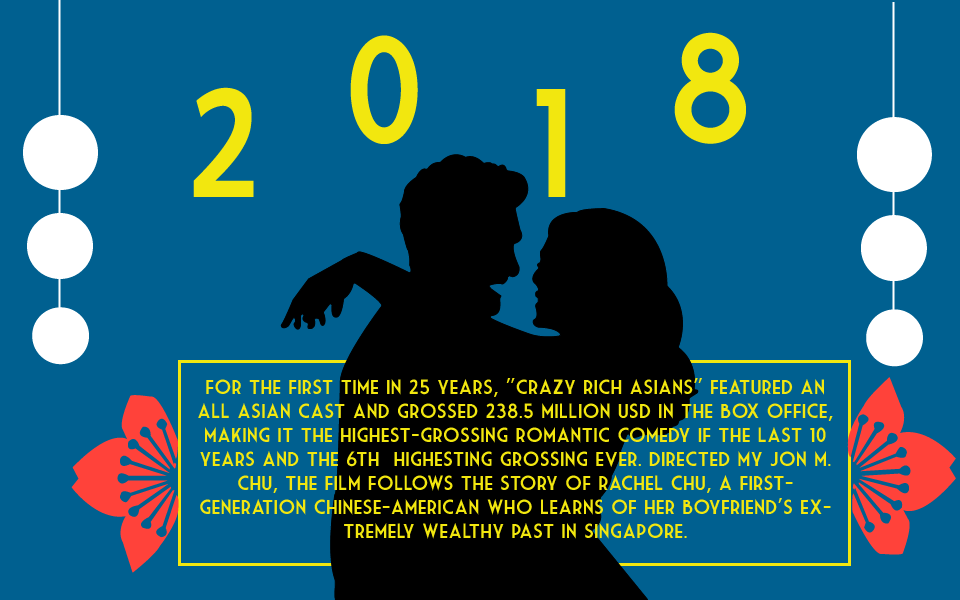 2018
FOR THE FIRST TIME IN 25 YEARS, "CRAZY RICH ASIANS" FEATURED AN
ALL ASIAN CAST AND GROSSED 238.5 MILLION USD IN THE BOX OFFICE,
MAKING IT THE HIGHEST-GROSSING ROMANTIC COMEDY IF THE LAST 10
YEARS AND THE 6TH HIGHESTING GROSSING EVER. DIRECTED MY JON M.
CHU, THE FILM FOLLOWS THE STORY OF RACHEL CHU, A FIRST-
GENERATION CHINESE-AMERICAN WHO LEARNS OF HER BOYFRIEND'S EX-
TREMELY WEALTHY PAST IN SINGAPORE.